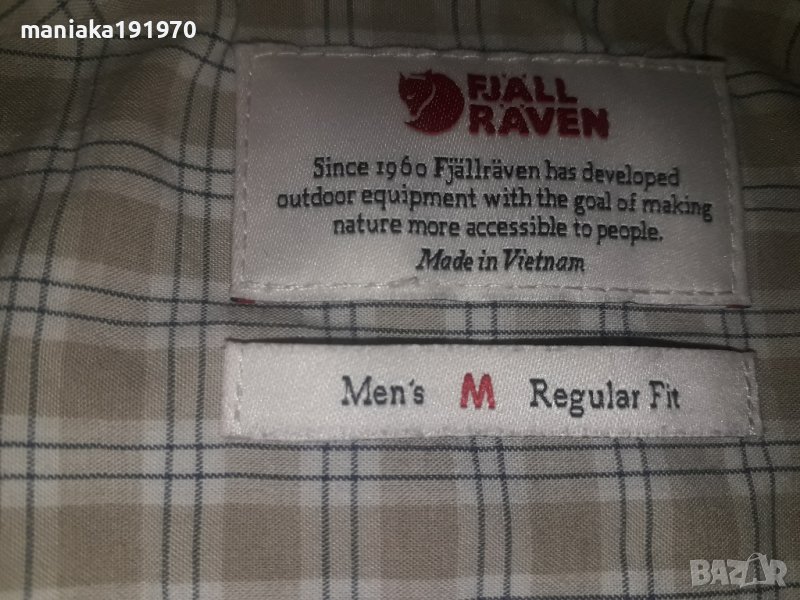 maniaka191970
FJÄLL
RÄVEN
Since 1960 Fjällräven has developed
outdoor equipment with the goal of making
nature more accessible to people.
Made in Vietnam
Men's M Regular Fit
BAZAR